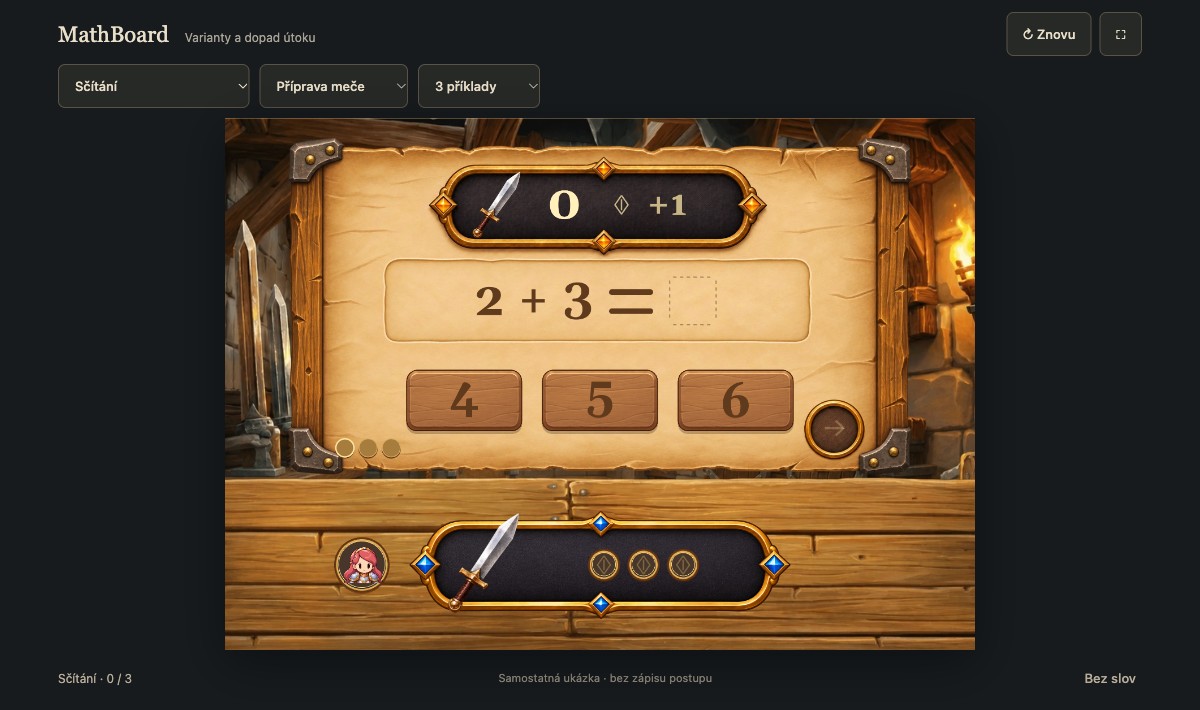 MathBoard Varianty a dopad útoku ↻ Znovu
Sčítání Příprava meče 3 příklady
0 +1
2 + 3 =
4 5 6
Sčítání · 0 / 3 Samostatná ukázka · bez zápisu postupu Bez slov